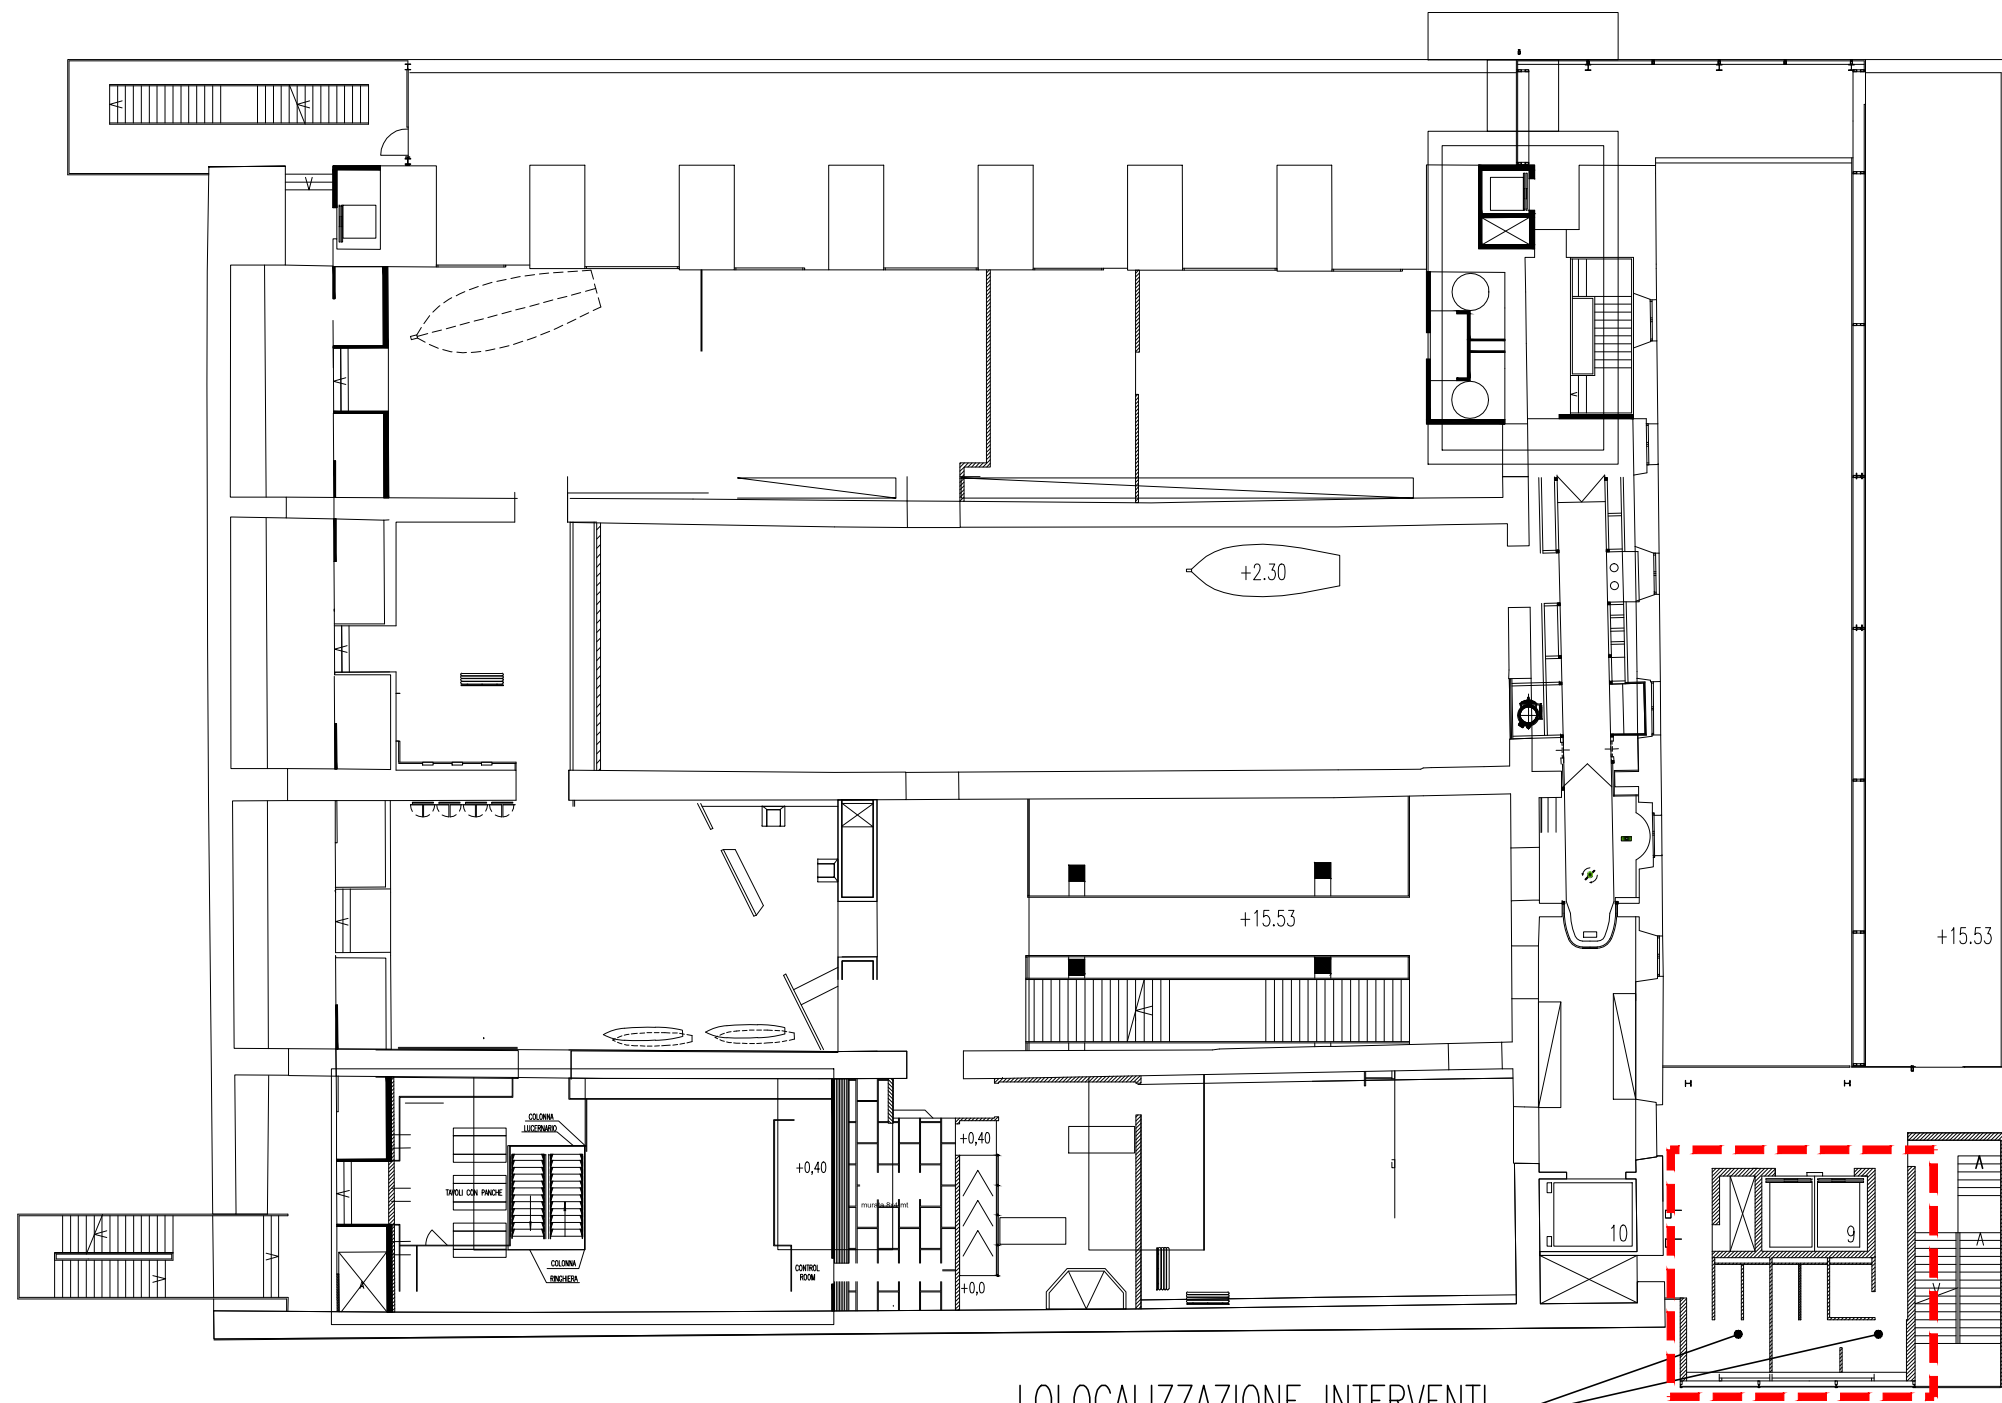 +2.30
+15.53
+15.53
COLONNA
LUCERNARIO
+0,40
+0,40
TAVOLI CON PANCHE
10
9
COLONNA
RINGHIERA
CONTROL
ROOM
+0,0
LOLOCALIZZAZIONE INTERVENTI